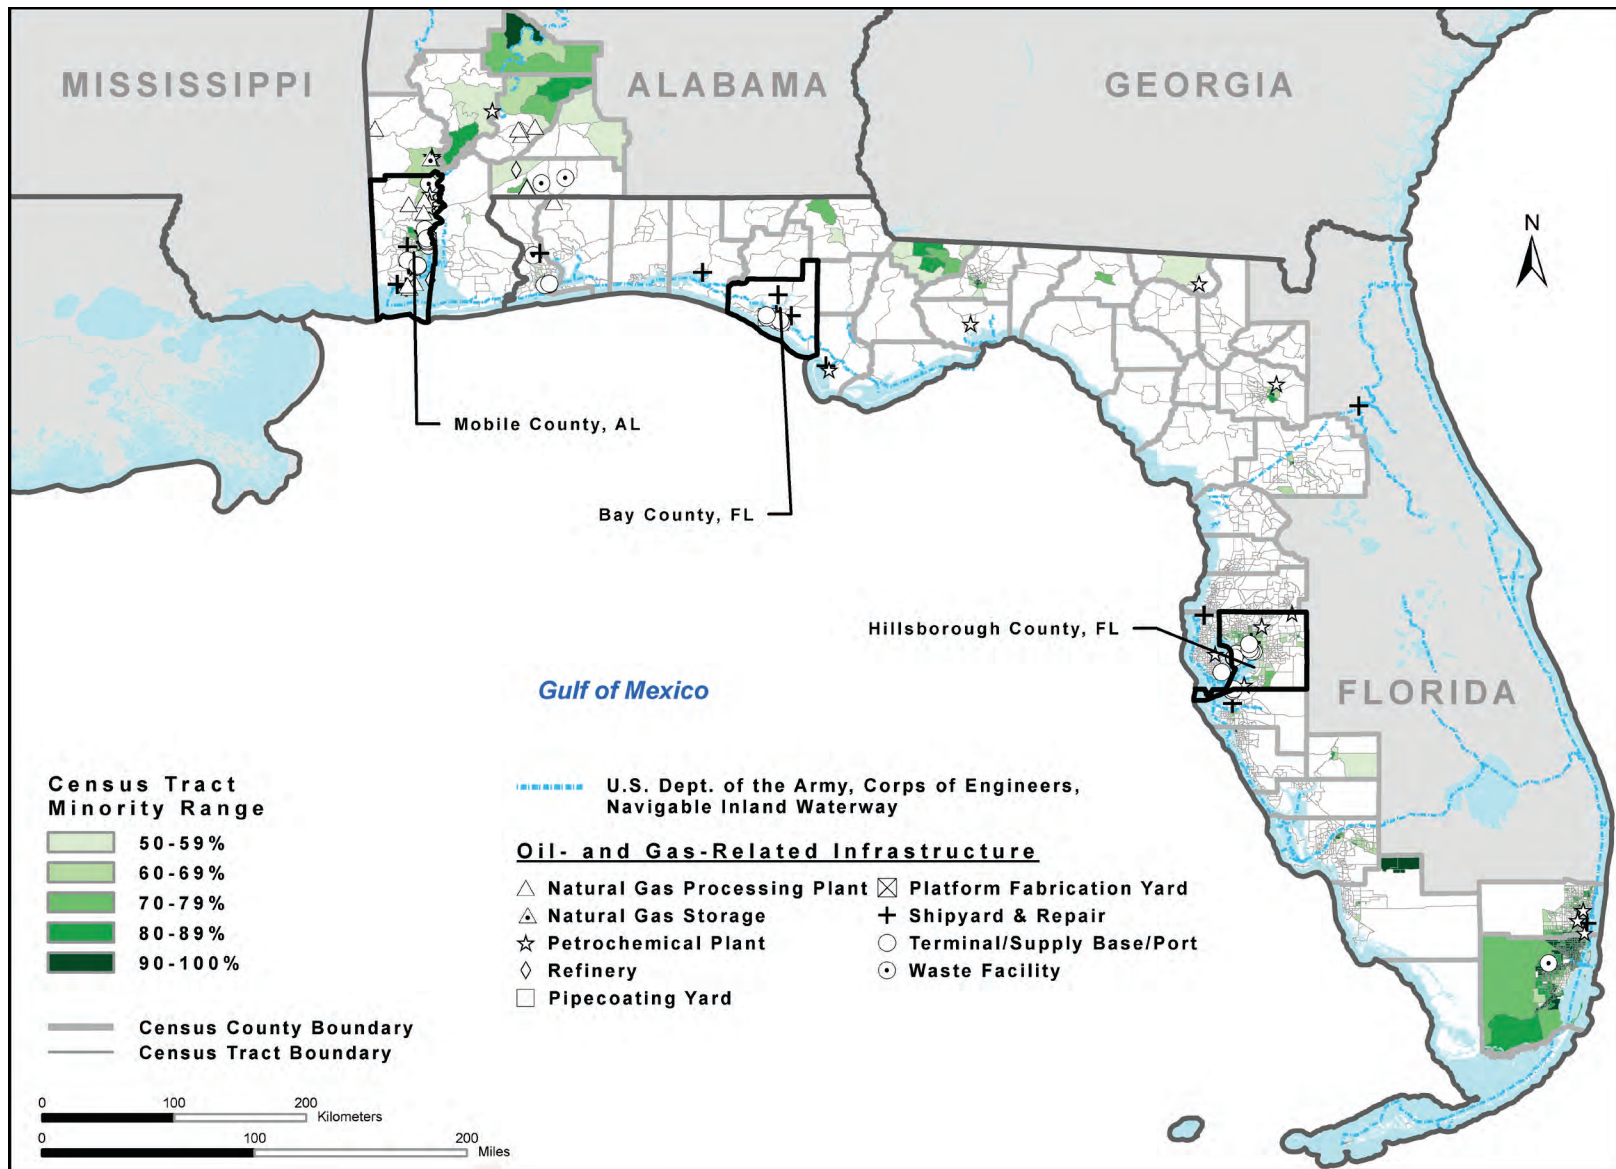 MISSISSIPPI
ALABAMA
GEORGIA
N
Mobile County, AL
Bay County, FL
Hillsborough County, FL
Gulf of Mexico
FLORIDA
Census Tract
Minority Range
50-59%
60-69%
70-79%
80-89%
90-100%
Census County Boundary
Census Tract Boundary
U.S. Dept. of the Army, Corps of Engineers,
Navigable Inland Waterway
Oil- and Gas-Related Infrastructure
Natural Gas Processing Plant
Natural Gas Storage
Petrochemical Plant
Refinery
Pipecoating Yard
Platform Fabrication Yard
Shipyard & Repair
Terminal/Supply Base/Port
Waste Facility
0 100 200
Kilometers
0 100 200
Miles